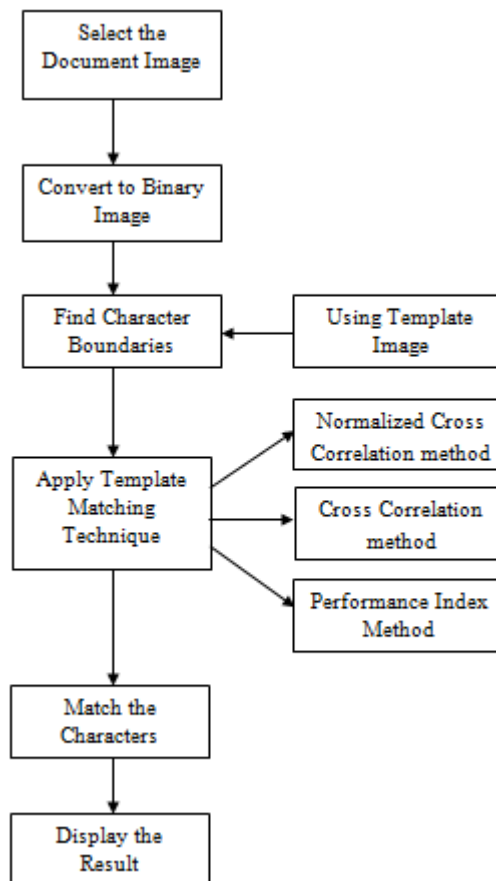 Select the
Document Image
Convert to Binary
Image
Find Character
Boundaries
Using Template
Image
Normalized Cross
Correlation method
Apply Template
Matching
Technique
Cross Correlation
method
Performance Index
Method
Match the
Characters
Display the
Result